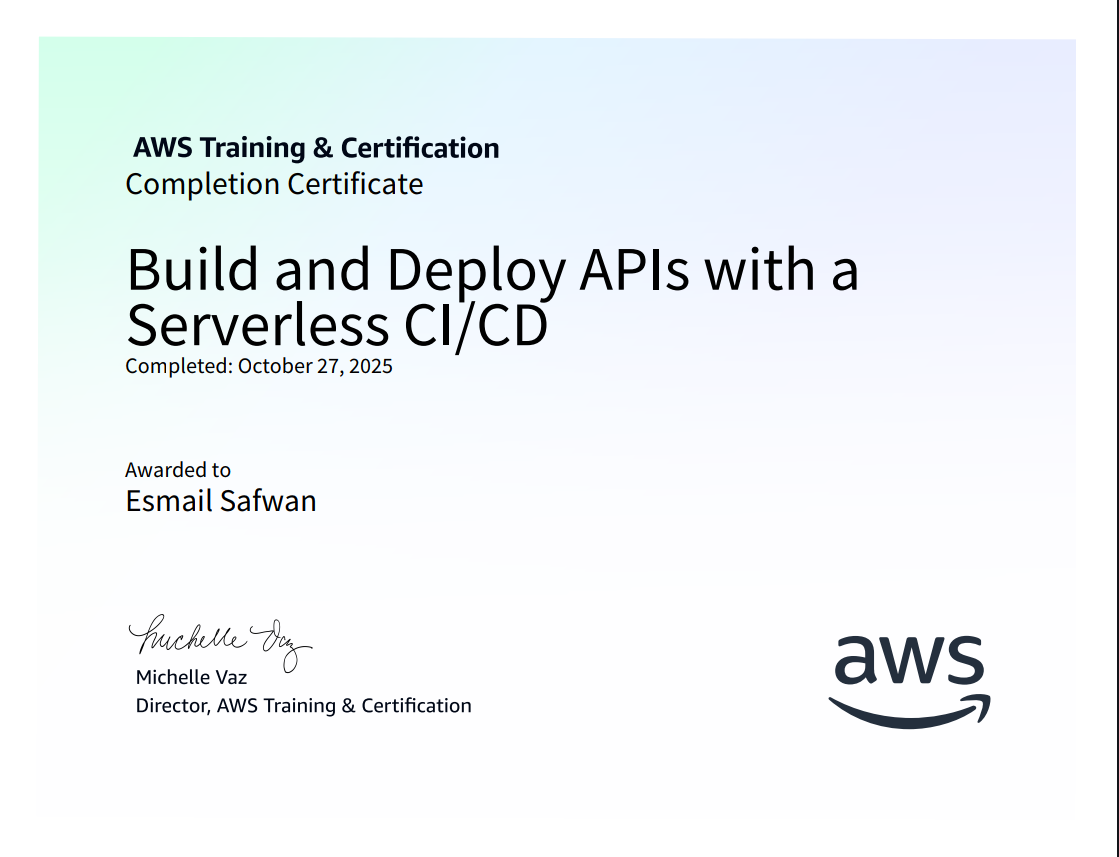 AWS Training & Certification
Completion Certificate
Build and Deploy APIs with a
Serverless CI/CD
Completed: October 27, 2025
Awarded to
Esmail Safwan
Michelle Vaz
Michelle Vaz
Director, AWS Training & Certification
aws